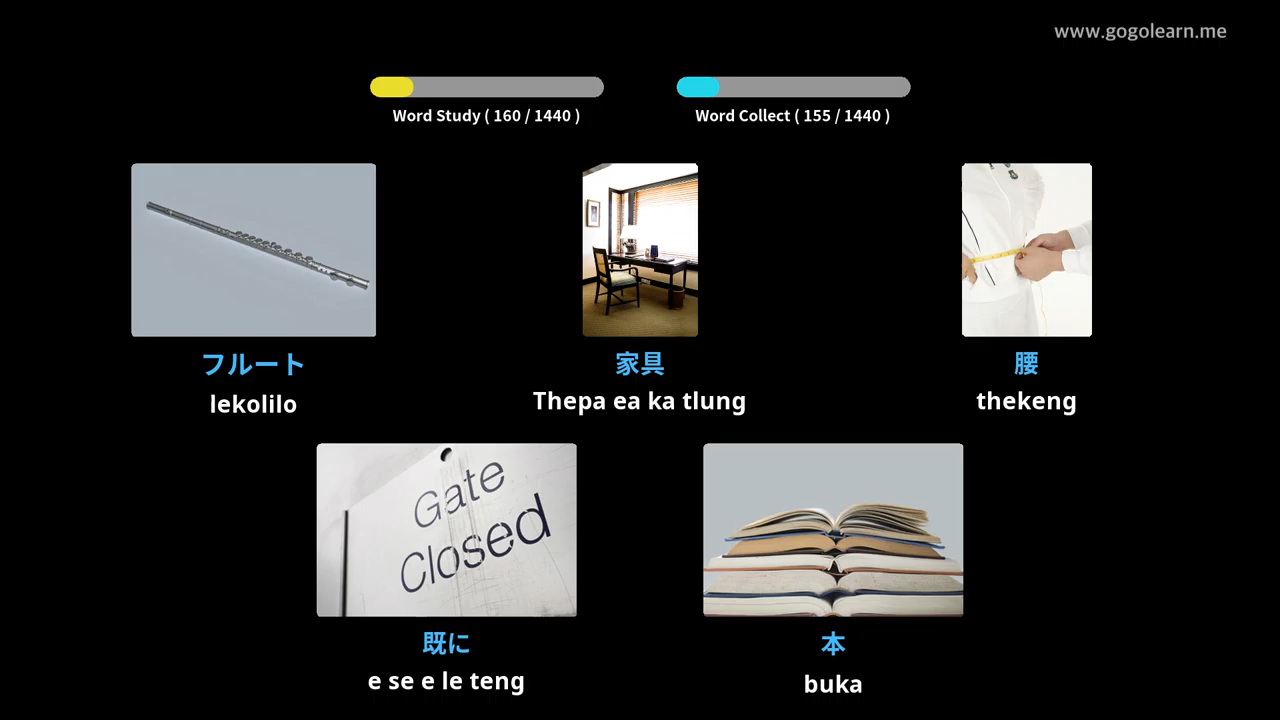 www.gogolearn.me
Word Study ( 160 / 1440 )
Word Collect ( 155 / 1440 )
フルート
lekolilo
家具
Thepa ea ka tlung
腰
thekeng
Gate
Closed
既に
e se e le teng
本
buka